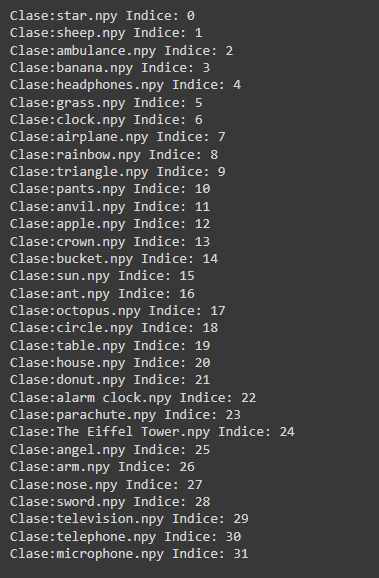 Clase:star.npy Indice: 0
Clase:sheep.npy Indice: 1
Clase:ambulance.npy Indice: 2
Clase:banana.npy Indice: 3
Clase:headphones.npy Indice: 4
Clase:grass.npy Indice: 5
Clase:clock.npy Indice: 6
Clase:airplane.npy Indice: 7
Clase:rainbow.npy Indice: 8
Clase:triangle.npy Indice: 9
Clase:pants.npy Indice: 10
Clase:anvil.npy Indice: 11
Clase:apple.npy Indice: 12
Clase:crown.npy Indice: 13
Clase:bucket.npy Indice: 14
Clase:sun.npy Indice: 15
Clase:ant.npy Indice: 16
Clase:octopus.npy Indice: 17
Clase:circle.npy Indice: 18
Clase:table.npy Indice: 19
Clase:house.npy Indice: 20
Clase:donut.npy Indice: 21
Clase:alarm clock.npy Indice: 22
Clase:parachute.npy Indice: 23
Clase:The Eiffel Tower.npy Indice: 24
Clase:angel.npy Indice: 25
Clase:arm.npy Indice: 26
Clase:nose.npy Indice: 27
Clase:sword.npy Indice: 28
Clase:television.npy Indice: 29
Clase:telephone.npy Indice: 30
Clase:microphone.npy Indice: 31